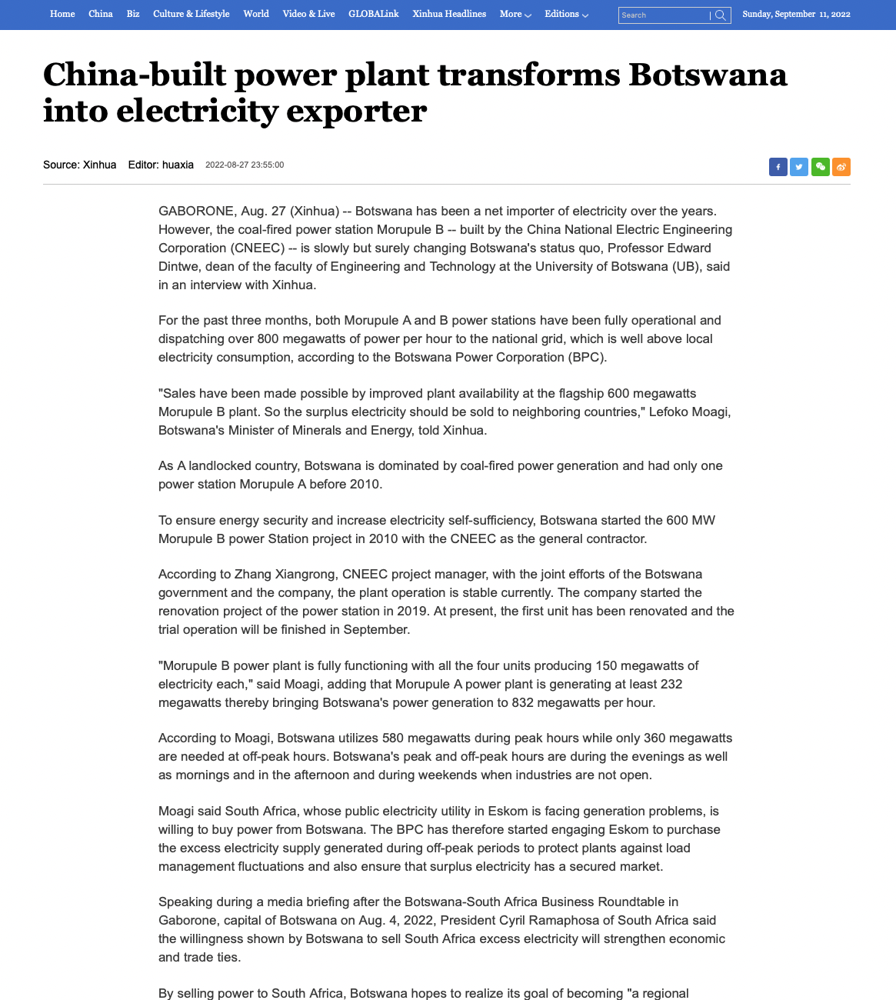 Home China Biz Culture & Lifestyle World Video & Live GLOBALink Xinhua Headlines More Editions Search Sunday, September 11, 2022
China-built power plant transforms Botswana
into electricity exporter
Source: Xinhua Editor: huaxia 2022-08-27 23:55:00
GABORONE, Aug. 27 (Xinhua) -- Botswana has been a net importer of electricity over the years.
However, the coal-fired power station Morupule B -- built by the China National Electric Engineering
Corporation (CNEEC) -- is slowly but surely changing Botswana's status quo, Professor Edward
Dintwe, dean of the faculty of Engineering and Technology at the University of Botswana (UB), said
in an interview with Xinhua.
For the past three months, both Morupule A and B power stations have been fully operational and
dispatching over 800 megawatts of power per hour to the national grid, which is well above local
electricity consumption, according to the Botswana Power Corporation (BPC).
"Sales have been made possible by improved plant availability at the flagship 600 megawatts
Morupule B plant. So the surplus electricity should be sold to neighboring countries," Lefoko Moagi,
Botswana's Minister of Minerals and Energy, told Xinhua.
As A landlocked country, Botswana is dominated by coal-fired power generation and had only one
power station Morupule A before 2010.
To ensure energy security and increase electricity self-sufficiency, Botswana started the 600 MW
Morupule B power Station project in 2010 with the CNEEC as the general contractor.
According to Zhang Xiangrong, CNEEC project manager, with the joint efforts of the Botswana
government and the company, the plant operation is stable currently. The company started the
renovation project of the power station in 2019. At present, the first unit has been renovated and the
trial operation will be finished in September.
"Morupule B power plant is fully functioning with all the four units producing 150 megawatts of
electricity each," said Moagi, adding that Morupule A power plant is generating at least 232
megawatts thereby bringing Botswana's power generation to 832 megawatts per hour.
According to Moagi, Botswana utilizes 580 megawatts during peak hours while only 360 megawatts
are needed at off-peak hours. Botswana's peak and off-peak hours are during the evenings as well
as mornings and in the afternoon and during weekends when industries are not open.
Moagi said South Africa, whose public electricity utility in Eskom is facing generation problems, is
willing to buy power from Botswana. The BPC has therefore started engaging Eskom to purchase
the excess electricity supply generated during off-peak periods to protect plants against load
management fluctuations and also ensure that surplus electricity has a secured market.
Speaking during a media briefing after the Botswana-South Africa Business Roundtable in
Gaborone, capital of Botswana on Aug. 4, 2022, President Cyril Ramaphosa of South Africa said
the willingness shown by Botswana to sell South Africa excess electricity will strengthen economic
and trade ties.
By selling power to South Africa, Botswana hopes to realize its goal of becoming "a regional